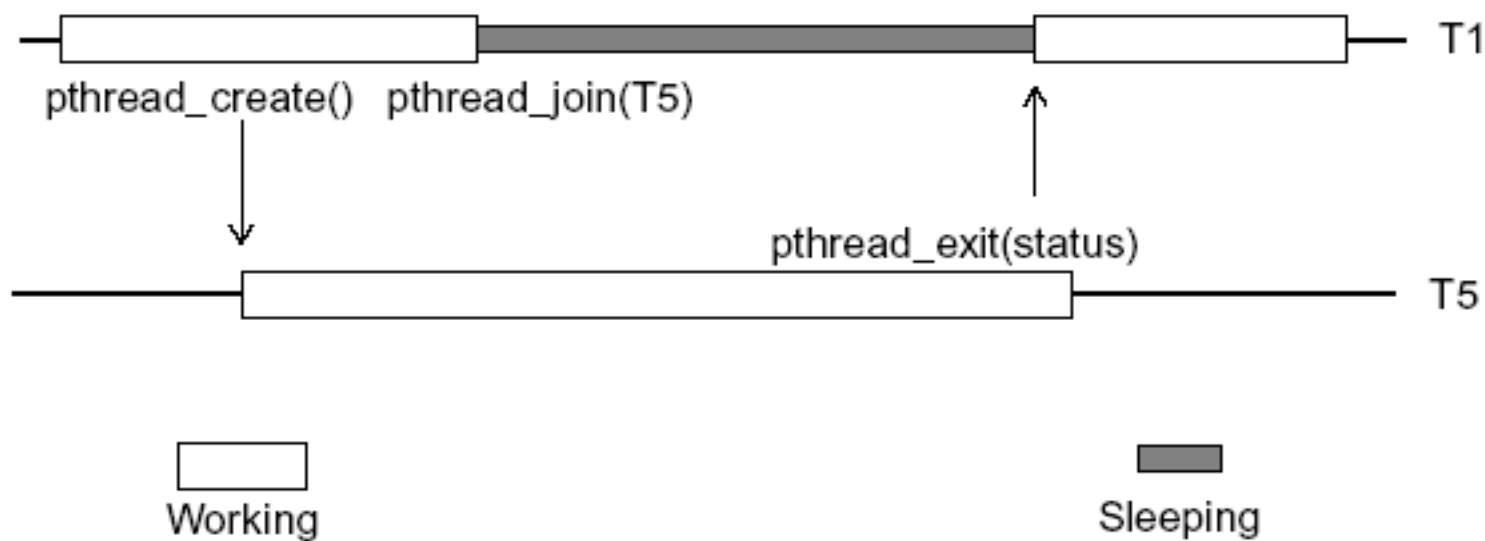 T1
pthread_create() pthread_join(T5)
pthread_exit(status)
T5
Working
Sleeping